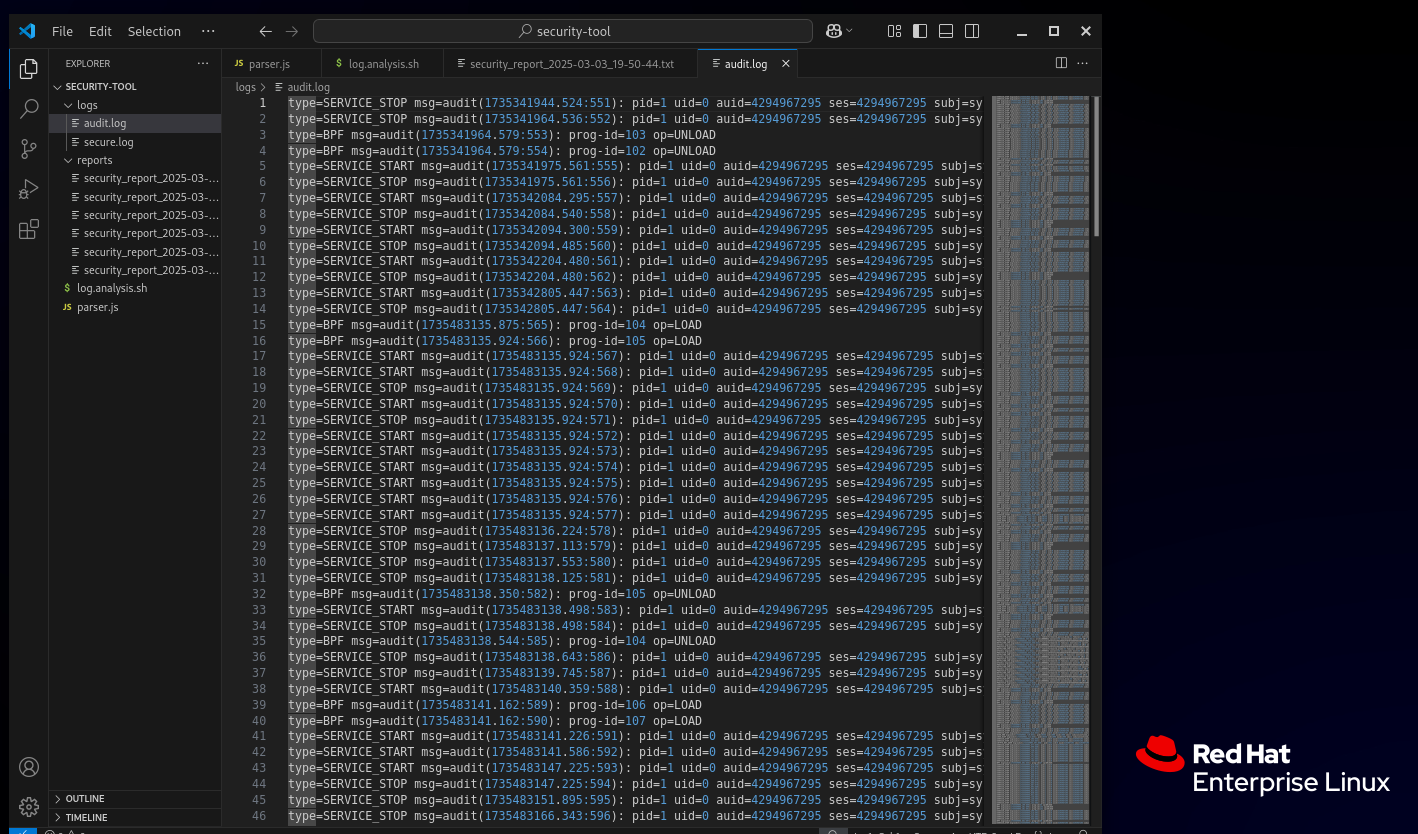 File Edit Selection ··· security-tool
EXPLORER ···
SECURITY-TOOL
logs
audit.log
secure.log
reports
security_report_2025-03-...
security_report_2025-03-...
security_report_2025-03-...
security_report_2025-03-...
security_report_2025-03-...
security_report_2025-03-...
$ log.analysis.sh
JS parser.js
OUTLINE
TIMELINE
JS parser.js $ log.analysis.sh security_report_2025-03-03_19-50-44.txt audit.log
logs > audit.log
1 type=SERVICE_STOP msg=audit(1735341944.524:551): pid=1 uid=0 auid=4294967295 ses=4294967295 subj=sy
2 type=SERVICE_STOP msg=audit(1735341964.536:552): pid=1 uid=0 auid=4294967295 ses=4294967295 subj=sy
3 type=BPF msg=audit(1735341964.579:553): prog-id=103 op=UNLOAD
4 type=BPF msg=audit(1735341964.579:554): prog-id=102 op=UNLOAD
5 type=SERVICE_START msg=audit(1735341975.561:555): pid=1 uid=0 auid=4294967295 ses=4294967295 subj=s
6 type=SERVICE_STOP msg=audit(1735341975.561:556): pid=1 uid=0 auid=4294967295 ses=4294967295 subj=sy
7 type=SERVICE_START msg=audit(1735342084.295:557): pid=1 uid=0 auid=4294967295 ses=4294967295 subj=s
8 type=SERVICE_STOP msg=audit(1735342084.540:558): pid=1 uid=0 auid=4294967295 ses=4294967295 subj=sy
9 type=SERVICE_START msg=audit(1735342094.300:559): pid=1 uid=0 auid=4294967295 ses=4294967295 subj=s
10 type=SERVICE_STOP msg=audit(1735342094.485:560): pid=1 uid=0 auid=4294967295 ses=4294967295 subj=sy
11 type=SERVICE_START msg=audit(1735342204.480:561): pid=1 uid=0 auid=4294967295 ses=4294967295 subj=s
12 type=SERVICE_STOP msg=audit(1735342204.480:562): pid=1 uid=0 auid=4294967295 ses=4294967295 subj=sy
13 type=SERVICE_START msg=audit(1735342805.447:563): pid=1 uid=0 auid=4294967295 ses=4294967295 subj=s
14 type=SERVICE_STOP msg=audit(1735342805.447:564): pid=1 uid=0 auid=4294967295 ses=4294967295 subj=sy
15 type=BPF msg=audit(1735483135.875:565): prog-id=104 op=LOAD
16 type=BPF msg=audit(1735483135.924:566): prog-id=105 op=LOAD
17 type=SERVICE_START msg=audit(1735483135.924:567): pid=1 uid=0 auid=4294967295 ses=4294967295 subj=s
18 type=SERVICE_START msg=audit(1735483135.924:568): pid=1 uid=0 auid=4294967295 ses=4294967295 subj=s
19 type=SERVICE_STOP msg=audit(1735483135.924:569): pid=1 uid=0 auid=4294967295 ses=4294967295 subj=sy
20 type=SERVICE_START msg=audit(1735483135.924:570): pid=1 uid=0 auid=4294967295 ses=4294967295 subj=s
21 type=SERVICE_STOP msg=audit(1735483135.924:571): pid=1 uid=0 auid=4294967295 ses=4294967295 subj=sy
22 type=SERVICE_START msg=audit(1735483135.924:572): pid=1 uid=0 auid=4294967295 ses=4294967295 subj=s
23 type=SERVICE_START msg=audit(1735483135.924:573): pid=1 uid=0 auid=4294967295 ses=4294967295 subj=s
24 type=SERVICE_START msg=audit(1735483135.924:574): pid=1 uid=0 auid=4294967295 ses=4294967295 subj=s
25 type=SERVICE_START msg=audit(1735483135.924:575): pid=1 uid=0 auid=4294967295 ses=4294967295 subj=s
26 type=SERVICE_START msg=audit(1735483135.924:576): pid=1 uid=0 auid=4294967295 ses=4294967295 subj=s
27 type=SERVICE_START msg=audit(1735483135.924:577): pid=1 uid=0 auid=4294967295 ses=4294967295 subj=s
28 type=SERVICE_STOP msg=audit(1735483136.224:578): pid=1 uid=0 auid=4294967295 ses=4294967295 subj=sy
29 type=SERVICE_STOP msg=audit(1735483137.113:579): pid=1 uid=0 auid=4294967295 ses=4294967295 subj=sy
30 type=SERVICE_STOP msg=audit(1735483137.553:580): pid=1 uid=0 auid=4294967295 ses=4294967295 subj=sy
31 type=SERVICE_STOP msg=audit(1735483138.125:581): pid=1 uid=0 auid=4294967295 ses=4294967295 subj=sy
32 type=BPF msg=audit(1735483138.350:582): prog-id=105 op=UNLOAD
33 type=SERVICE_START msg=audit(1735483138.498:583): pid=1 uid=0 auid=4294967295 ses=4294967295 subj=s
34 type=SERVICE_STOP msg=audit(1735483138.498:584): pid=1 uid=0 auid=4294967295 ses=4294967295 subj=sy
35 type=BPF msg=audit(1735483138.544:585): prog-id=104 op=UNLOAD
36 type=SERVICE_STOP msg=audit(1735483138.643:586): pid=1 uid=0 auid=4294967295 ses=4294967295 subj=sy
37 type=SERVICE_STOP msg=audit(1735483139.745:587): pid=1 uid=0 auid=4294967295 ses=4294967295 subj=sy
38 type=SERVICE_START msg=audit(1735483140.359:588): pid=1 uid=0 auid=4294967295 ses=4294967295 subj=s
39 type=BPF msg=audit(1735483141.162:589): prog-id=106 op=LOAD
40 type=BPF msg=audit(1735483141.162:590): prog-id=107 op=LOAD
41 type=SERVICE_START msg=audit(1735483141.226:591): pid=1 uid=0 auid=4294967295 ses=4294967295 subj=s
42 type=SERVICE_START msg=audit(1735483141.586:592): pid=1 uid=0 auid=4294967295 ses=4294967295 subj=s
43 type=SERVICE_START msg=audit(1735483147.225:593): pid=1 uid=0 auid=4294967295 ses=4294967295 subj=s
44 type=SERVICE_START msg=audit(1735483147.225:594): pid=1 uid=0 auid=4294967295 ses=4294967295 subj=s
45 type=SERVICE_STOP msg=audit(1735483151.895:595): pid=1 uid=0 auid=4294967295 ses=4294967295 subj=sy
46 type=SERVICE_STOP msg=audit(1735483166.343:596): pid=1 uid=0 auid=4294967295 ses=4294967295 subj=sy
Red Hat
Enterprise Linux